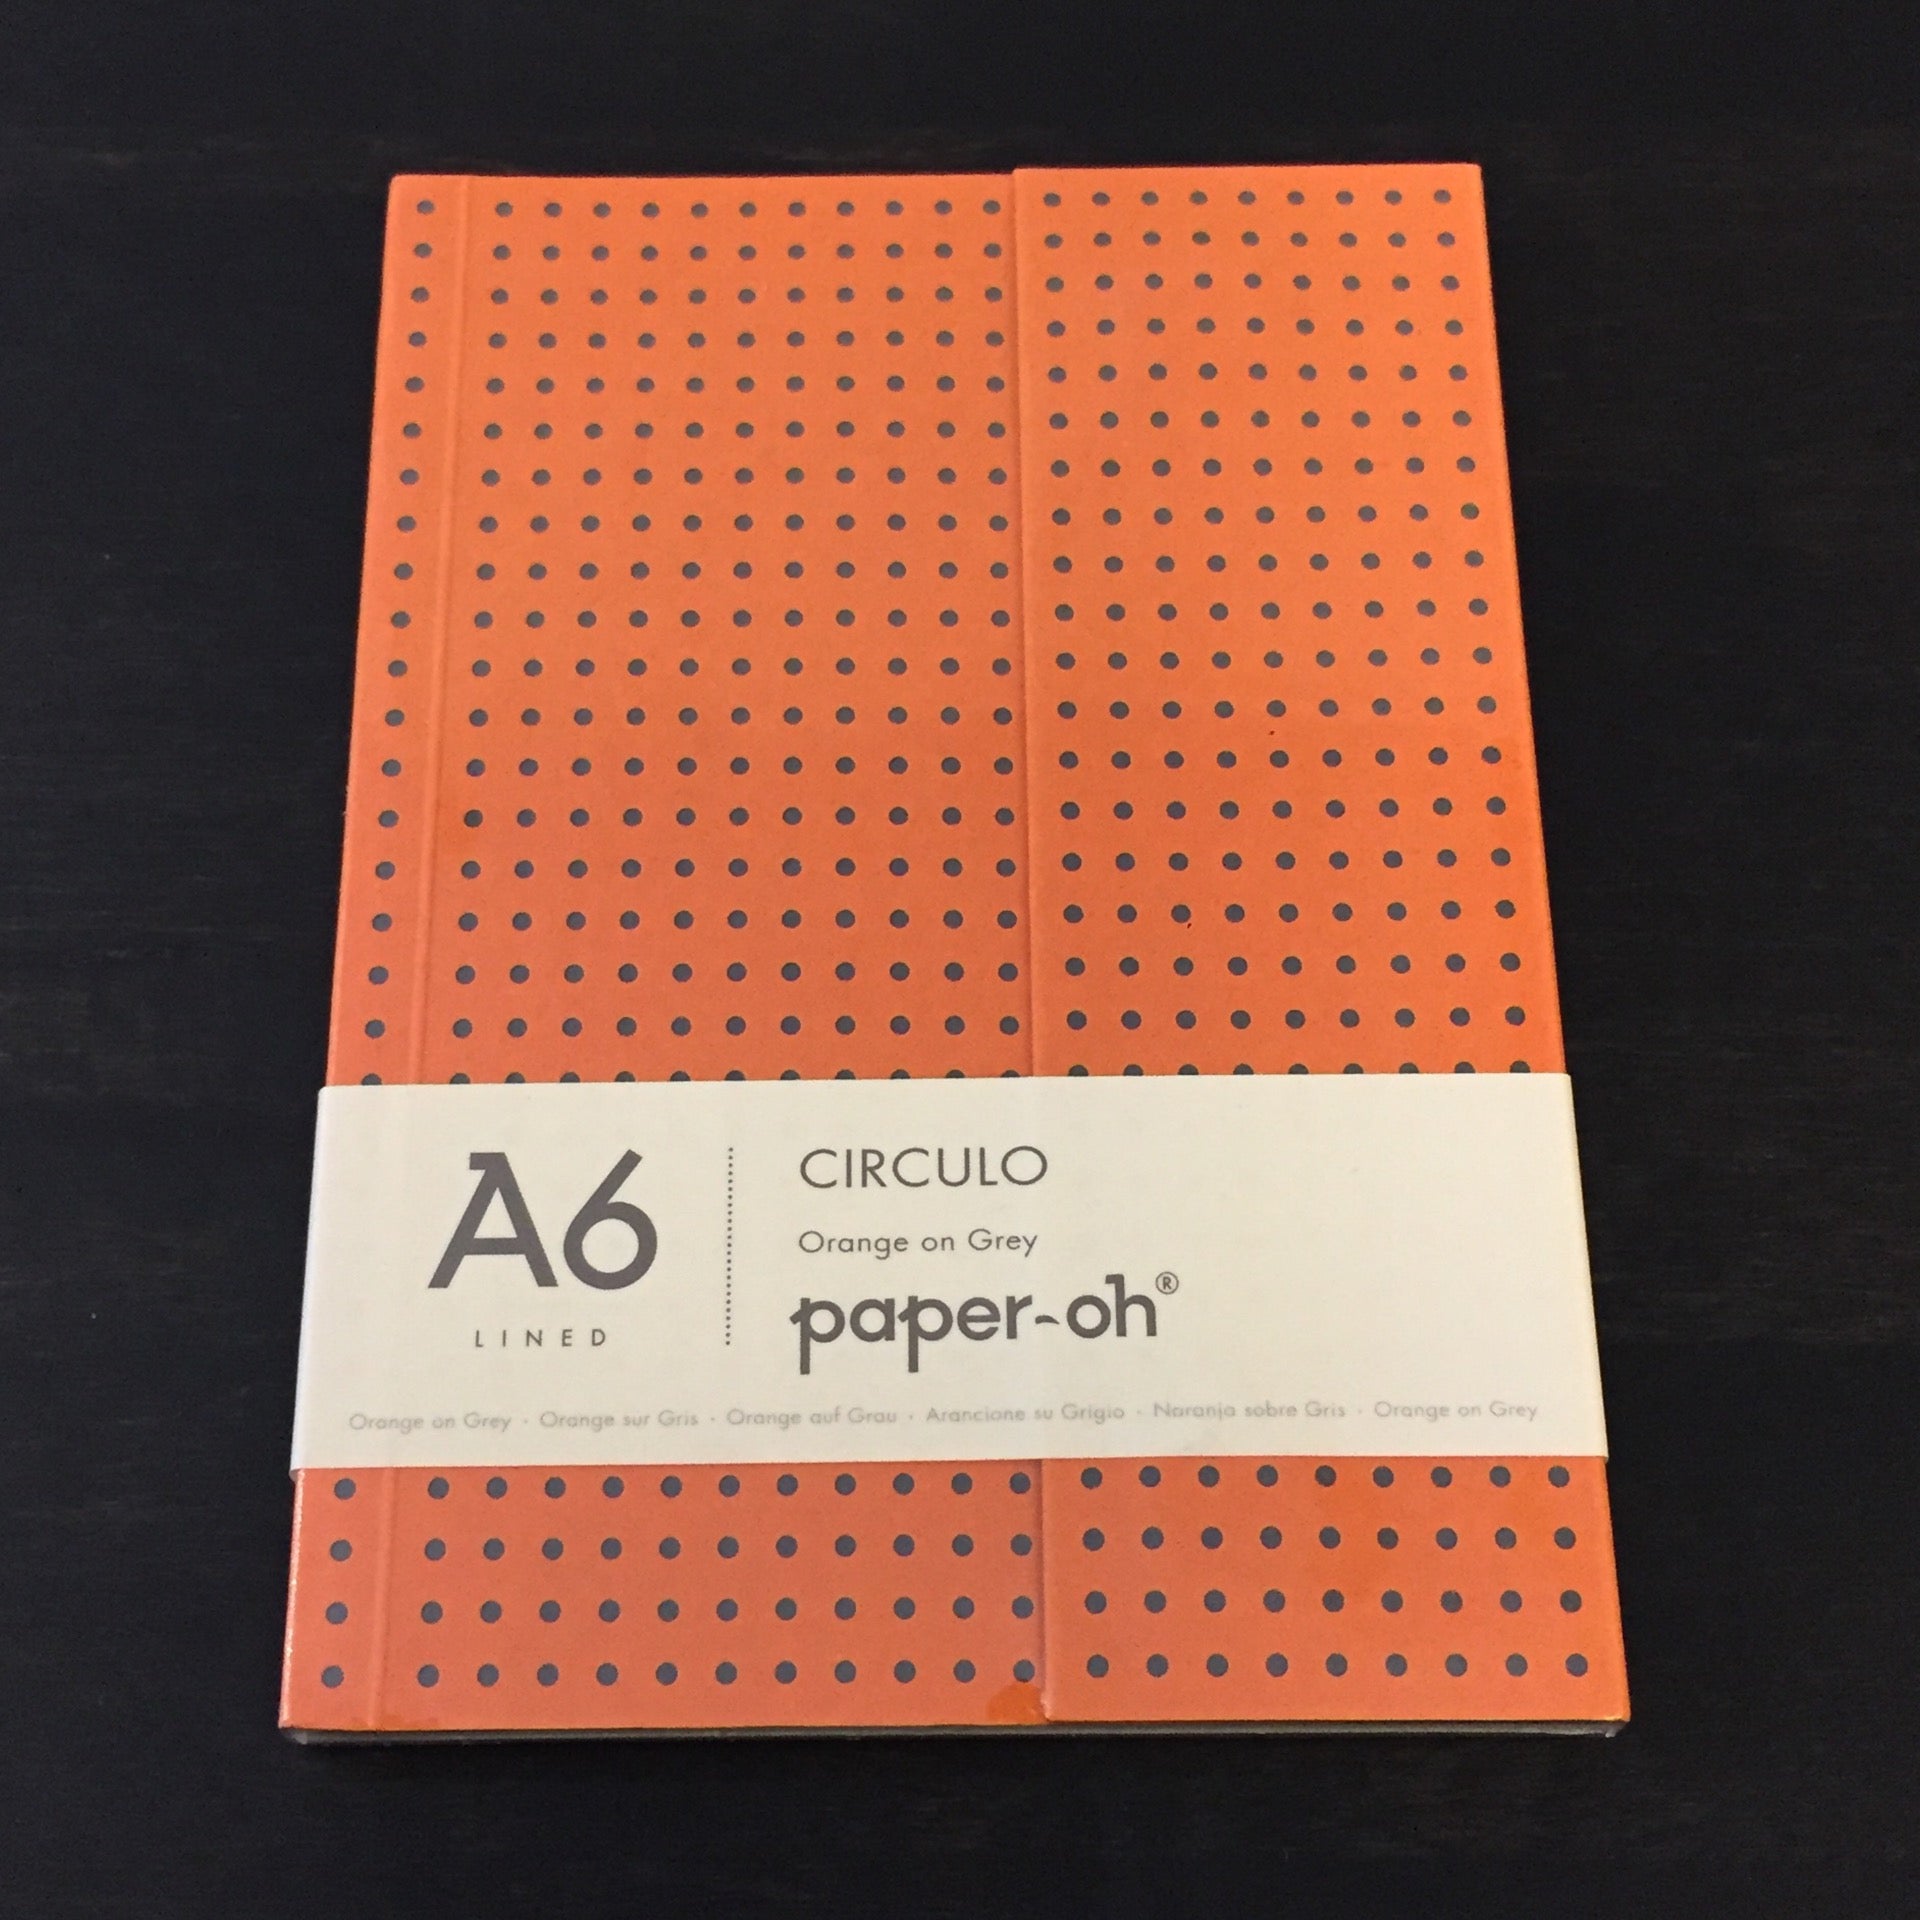 A6
LINED
CIRCULO
Orange on Grey
paper-oh®
Orange on Grey · Orange sur Gris · Orange auf Grau · Arancione su Grigio · Naranja sobre Gris · Orange on Grey